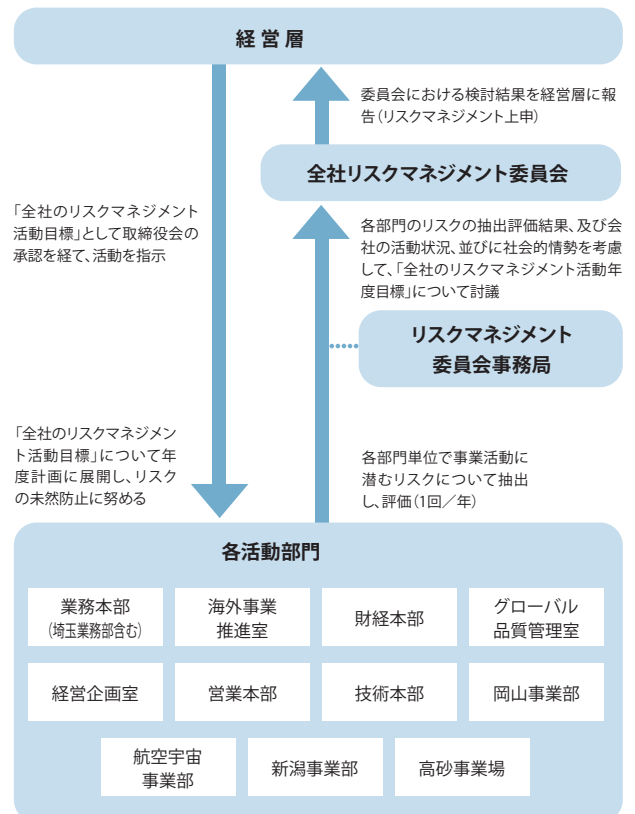 経営層
委員会における検討結果を経営層に報
告（リスクマネジメント上申）
全社リスクマネジメント委員会
「全社のリスクマネジメント
活動目標」として取締役会の
承認を経て、活動を指示
各部門のリスクの抽出評価結果、及び会
社の活動状況、並びに社会的情勢を考慮
して、「全社のリスクマネジメント活動年
度目標」について討議
リスクマネジメント
委員会事務局
「全社のリスクマネジメン
ト活動目標」について年
度計画に展開し、リスク
の未然防止に努める
各部門単位で事業活動に
潜むリスクについて抽出
し、評価（1回／年）
各活動部門
業務本部
（埼玉業務部含む）
海外事業
推進室
財経本部
グローバル
品質管理室
経営企画室
営業本部
技術本部
岡山事業部
航空宇宙
事業部
新潟事業部
高砂事業場